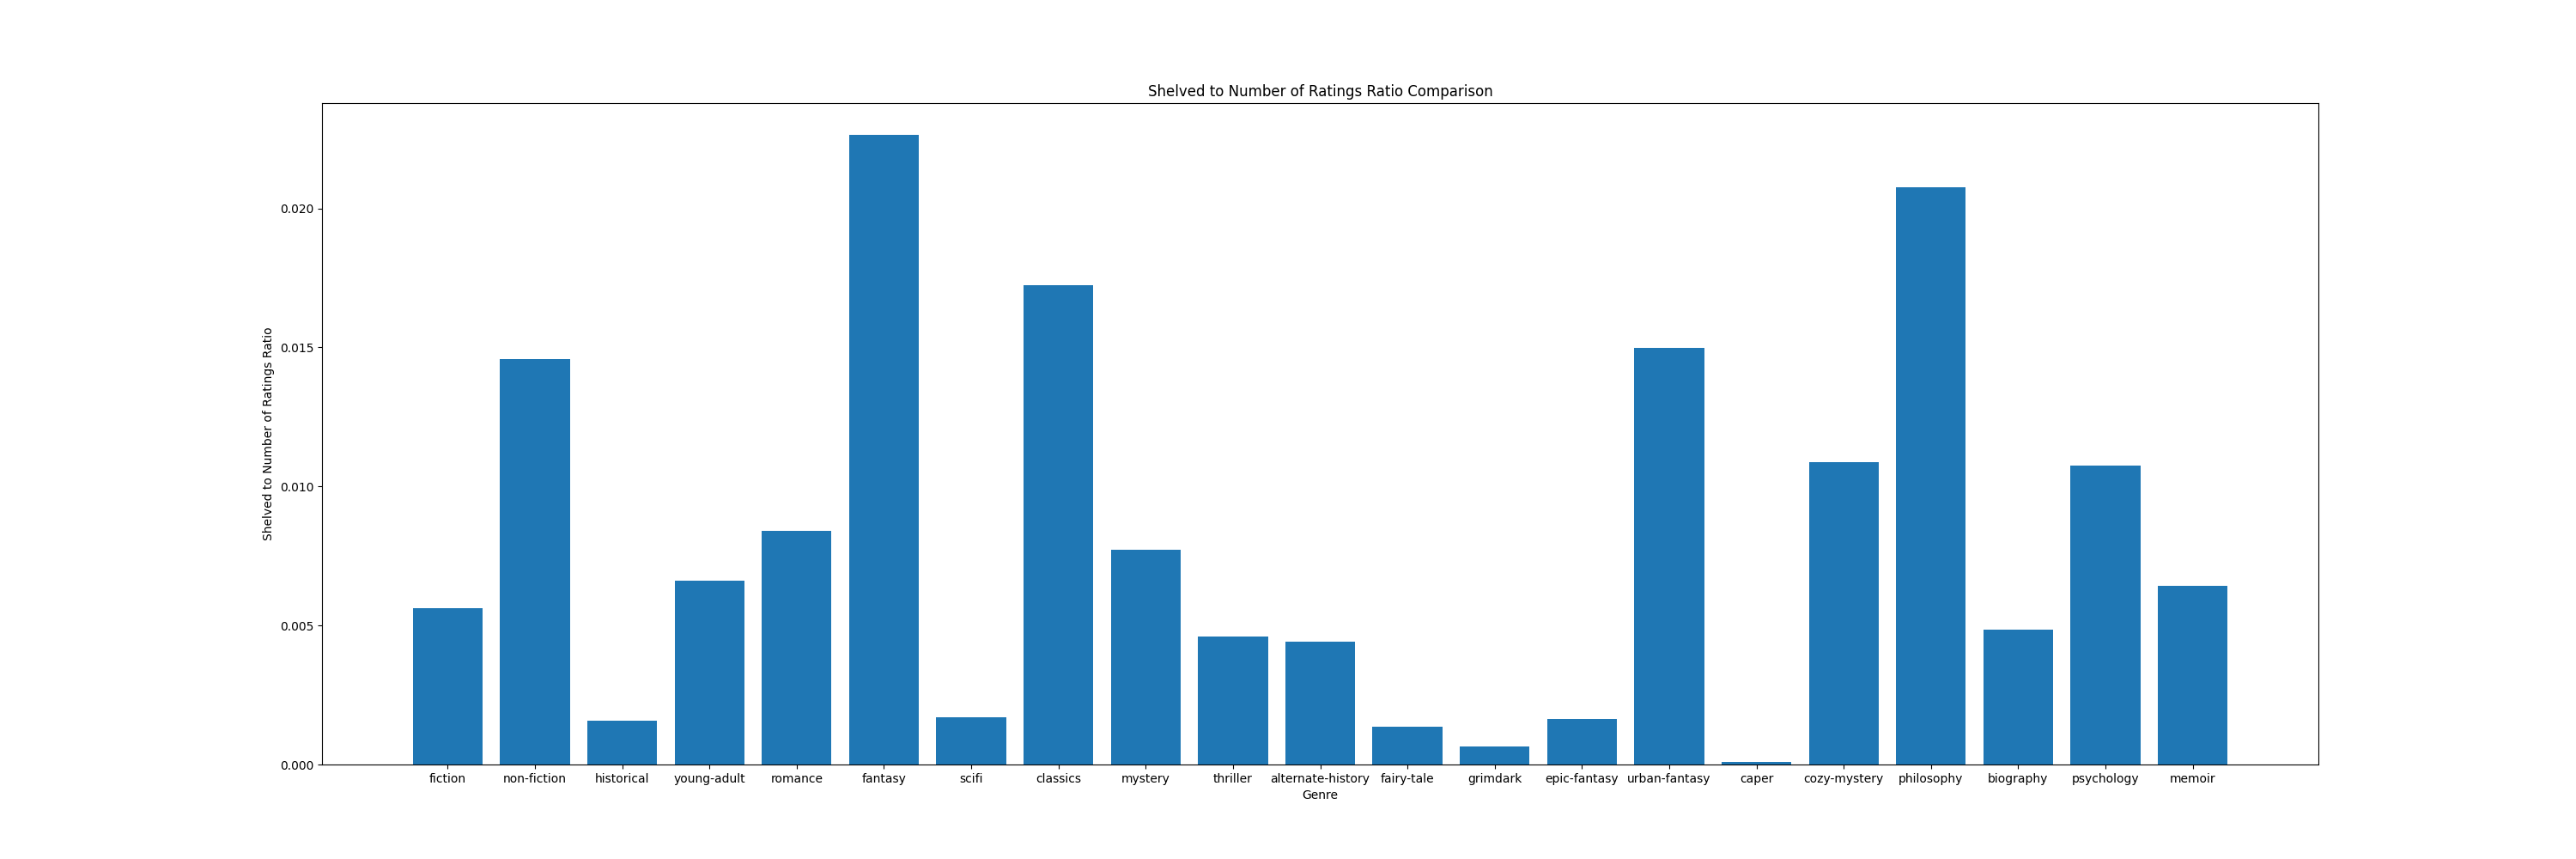 Shelved to Number of Ratings Ratio Comparison
Shelved to Number of Ratings Ratio
0.020
0.015
0.010
0.005
0.000
fiction non-fiction historical young-adult romance fantasy scifi classics mystery thriller alternate-history fairy-tale grimdark epic-fantasy urban-fantasy caper cozy-mystery philosophy biography psychology memoir
Genre